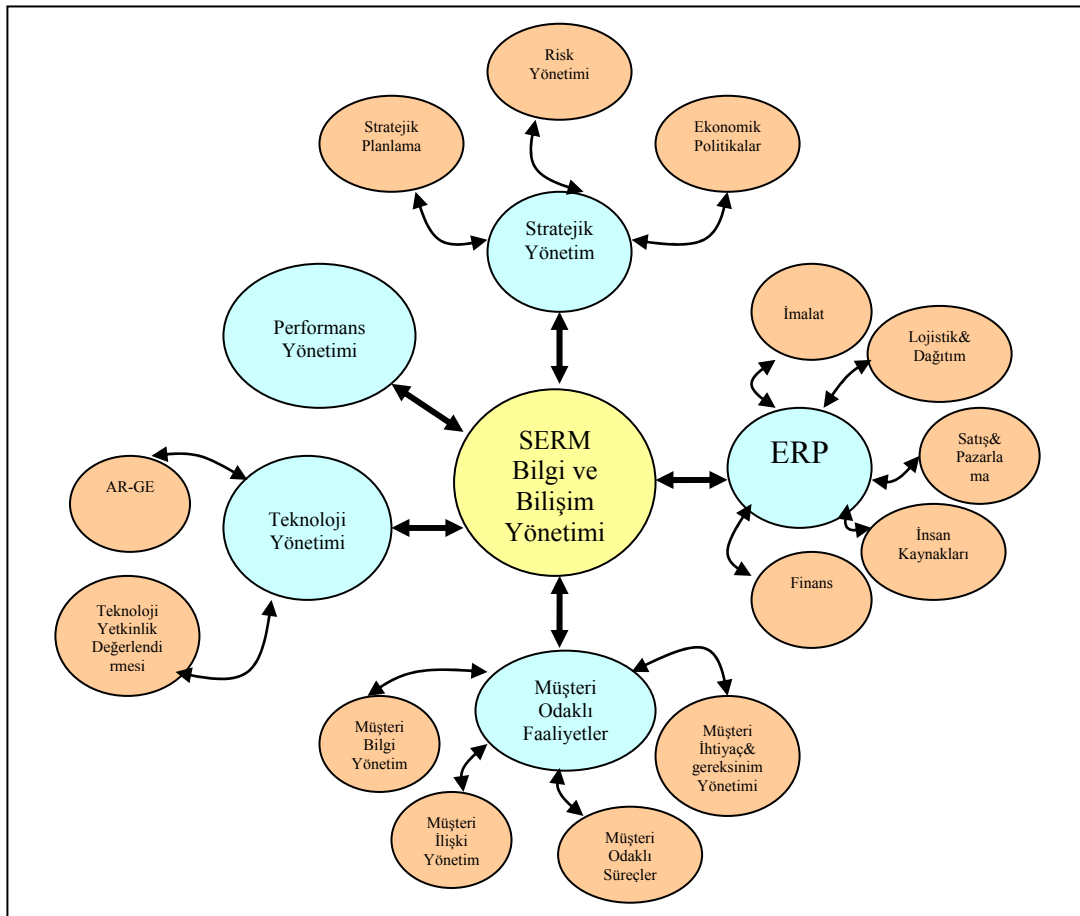 Risk
Yönetimi
Stratejik
Planlama
Ekonomik
Politikalar
Stratejik
Yönetim
Performans
Yönetimi
İmalat
Lojistik&
Dağıtım
SERM
Bilgi ve
Bilişim
Yönetimi
ERP
Satış&
Pazarla
ma
AR-GE
Teknoloji
Yönetimi
İnsan
Kaynakları
Finans
Teknoloji
Yetkinlik
Değerlendi
rmesi
Müşteri
Odaklı
Faaliyetler
Müşteri
Bilgi
Yönetim
Müşteri
İhtiyaç&
gereksinim
Yönetimi
Müşteri
İlişki
Yönetim
Müşteri
Odaklı
Süreçler